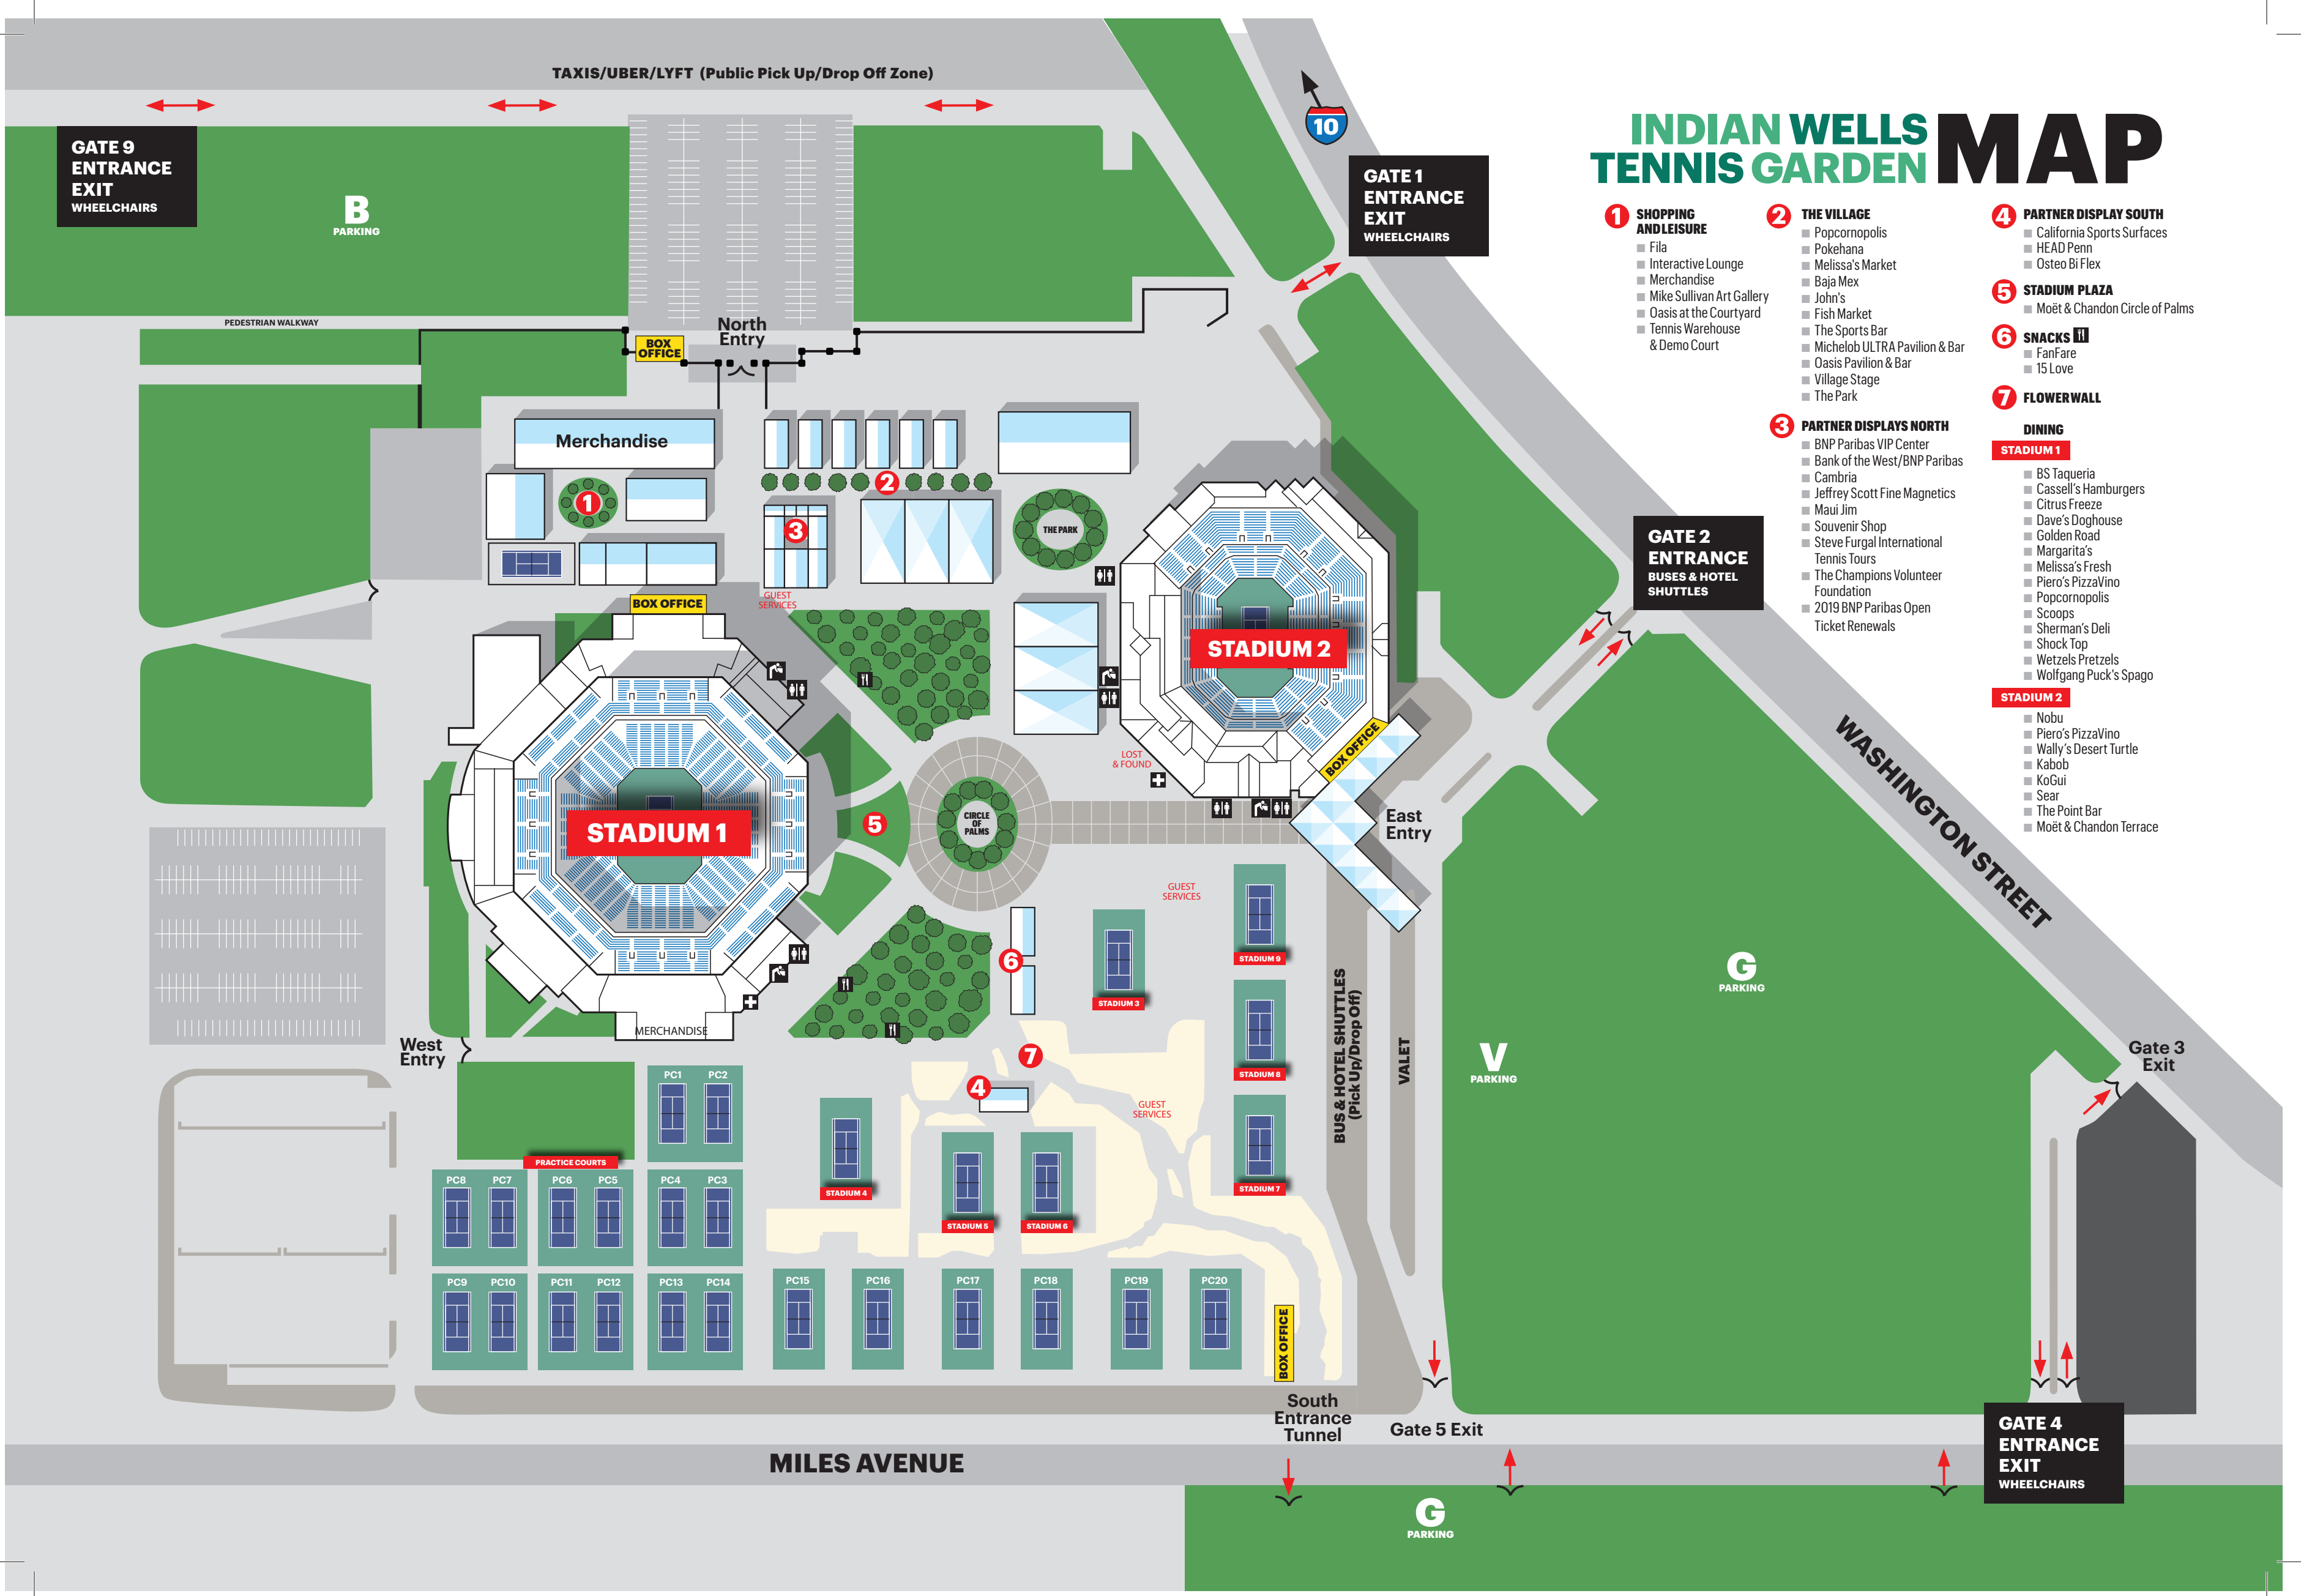 TAXIS/UBER/LYFT (Public Pick Up/Drop Off Zone)
GATE 9
ENTRANCE
EXIT
WHEELCHAIRS
B
PARKING
10
GATE 1
ENTRANCE
EXIT
WHEELCHAIRS
INDIAN WELLS
TENNIS GARDEN
MAP
1
SHOPPING
AND LEISURE
Fila
Interactive Lounge
Merchandise
Mike Sullivan Art Gallery
Oasis at the Courtyard
Tennis Warehouse
& Demo Court
2
THE VILLAGE
Popcornopolis
Pokehana
Melissa's Market
Baja Mex
John's
Fish Market
The Sports Bar
Michelob ULTRA Pavilion & Bar
Oasis Pavilion & Bar
Village Stage
The Park
3
PARTNER DISPLAYS NORTH
BNP Paribas VIP Center
Bank of the West/BNP Paribas
Cambria
Jeffrey Scott Fine Magnetics
Maui Jim
Souvenir Shop
Steve Furgal International
Tennis Tours
The Champions Volunteer
Foundation
2019 BNP Paribas Open
Ticket Renewals
4
PARTNER DISPLAY SOUTH
California Sports Surfaces
HEAD Penn
Osteo Bi Flex
5
STADIUM PLAZA
Moët & Chandon Circle of Palms
6
SNACKS
FanFare
15 Love
7
FLOWER WALL
DINING
STADIUM 1
BS Taqueria
Cassell's Hamburgers
Citrus Freeze
Dave's Doghouse
Golden Road
Margarita's
Melissa's Fresh
Piero's PizzaVino
Popcornopolis
Scoops
Sherman's Deli
Shock Top
Wetzels Pretzels
Wolfgang Puck's Spago
STADIUM 2
Nobu
Piero's PizzaVino
Wally's Desert Turtle
Kabob
KoGui
Sear
The Point Bar
Moët & Chandon Terrace
PEDESTRIAN WALKWAY
BOX
OFFICE
North
Entry
Merchandise
1
2
3
THE PARK
GUEST
SERVICES
BOX OFFICE
GATE 2
ENTRANCE
BUSES & HOTEL
SHUTTLES
STADIUM 2
STADIUM 1
LOST
& FOUND
BOX OFFICE
East
Entry
5
CIRCLE
OF
PALMS
WASHINGTON STREET
GUEST
SERVICES
6
STADIUM 9
STADIUM 3
G
PARKING
MERCHANDISE
West
Entry
7
4
STADIUM 8
BUS & HOTEL SHUTTLES
(Pick Up/Drop Off)
VALET
V
PARKING
Gate 3
Exit
PC1
PC2
GUEST
SERVICES
PRACTICE COURTS
PC8
PC7
PC6
PC5
PC4
PC3
STADIUM 4
STADIUM 5
STADIUM 6
STADIUM 7
PC9
PC10
PC11
PC12
PC13
PC14
PC15
PC16
PC17
PC18
PC19
PC20
BOX OFFICE
South
Entrance
Tunnel
Gate 5 Exit
GATE 4
ENTRANCE
EXIT
WHEELCHAIRS
MILES AVENUE
G
PARKING